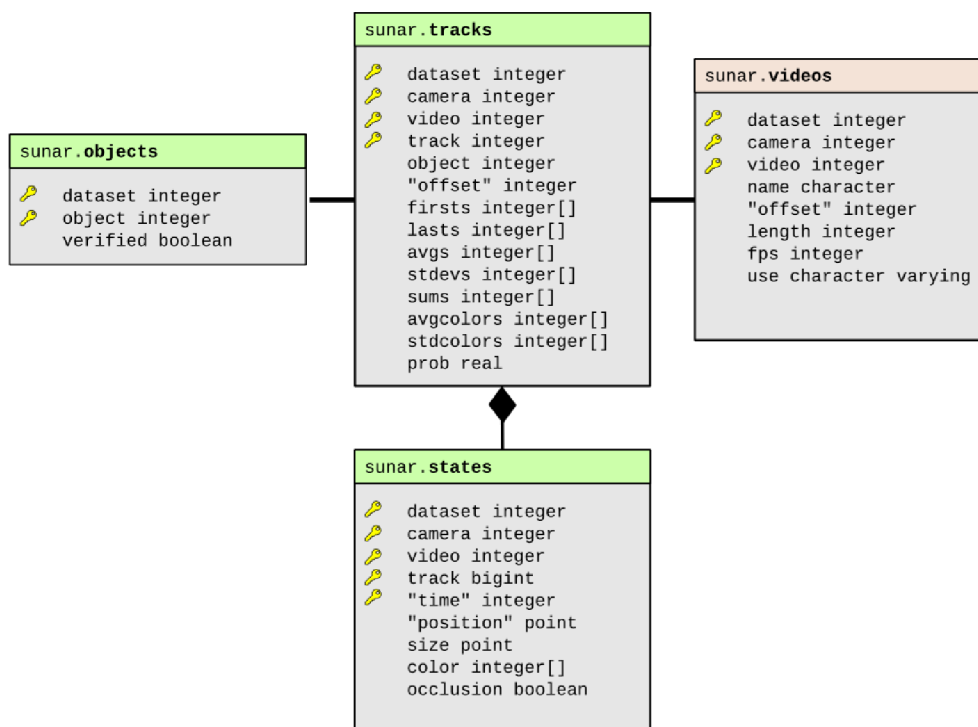 sunar.tracks
dataset integer
camera integer
video integer
track integer
object integer
"offset" integer
firsts integer[]
lasts integer[]
avgs integer[]
stdevs integer[]
sums integer[]
avgcolors integer[]
stdcolors integer[]
prob real
sunar.videos
dataset integer
camera integer
video integer
name character
"offset" integer
length integer
fps integer
use character varying
sunar.objects
dataset integer
object integer
verified boolean
sunar.states
dataset integer
camera integer
video integer
track bigint
"time" integer
"position" point
size point
color integer[]
occlusion boolean